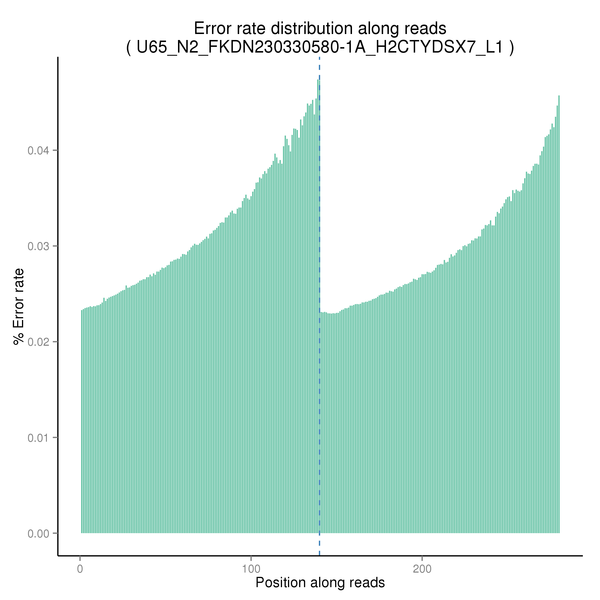 Error rate distribution along reads
( U65_N2_FKDN230330580-1A_H2CTYDSX7_L1 )
% Error rate
0.04
0.03
0.02
0.01
0.00
0
100
200
Position along reads